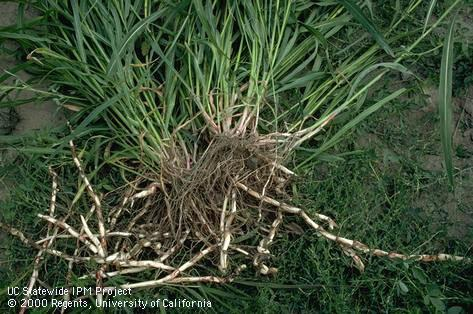 UC Statewide IPM Project
© 2000 Regents, University of California